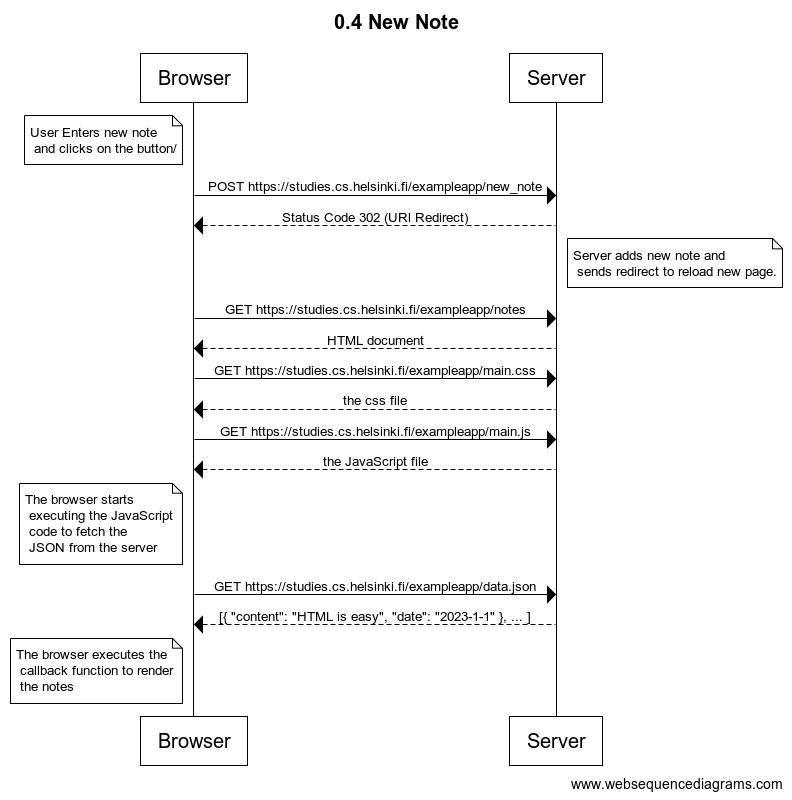 0.4 New Note
Browser
Server
User Enters new note
and clicks on the button/
POST https://studies.cs.helsinki.fi/exampleapp/new_note
Status Code 302 (URI Redirect)
Server adds new note and
sends redirect to reload new page.
GET https://studies.cs.helsinki.fi/exampleapp/notes
HTML document
GET https://studies.cs.helsinki.fi/exampleapp/main.css
the css file
GET https://studies.cs.helsinki.fi/exampleapp/main.js
the JavaScript file
The browser starts
executing the JavaScript
code to fetch the
JSON from the server
GET https://studies.cs.helsinki.fi/exampleapp/data.json
[{ "content": "HTML is easy", "date": "2023-1-1" }, ... ]
The browser executes the
callback function to render
the notes
Browser
Server
www.websequencediagrams.com